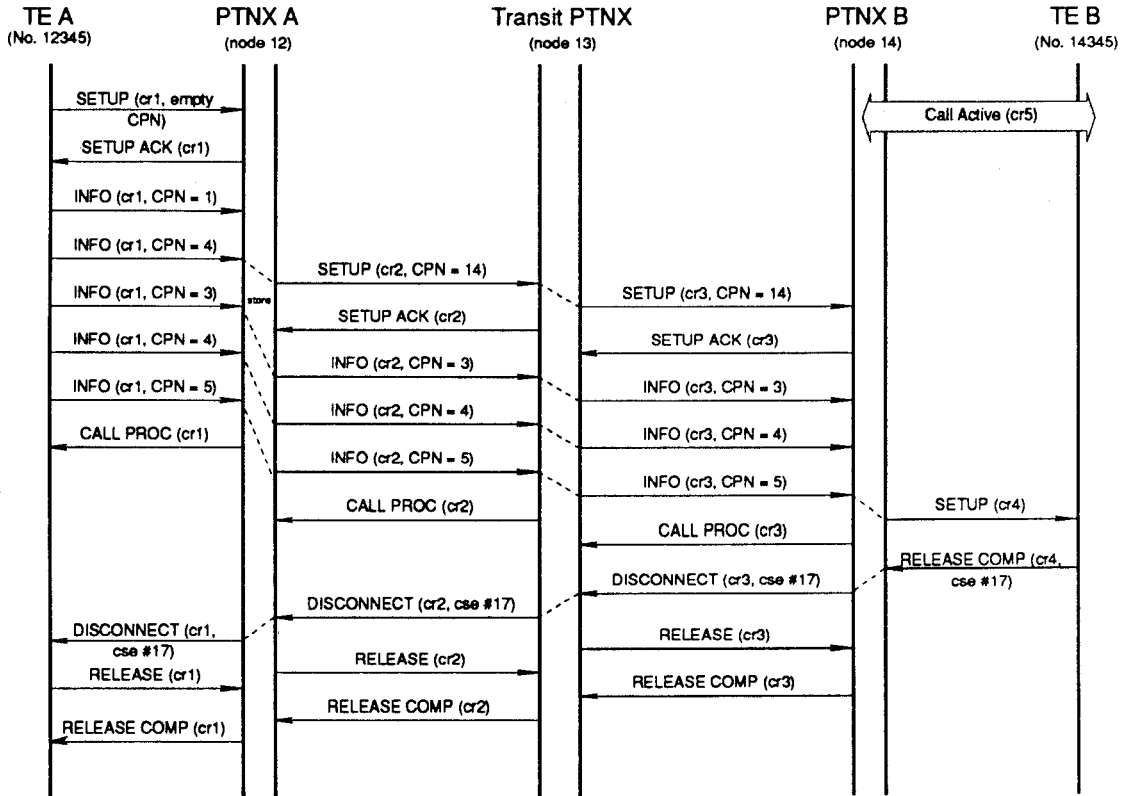 TE A
(No. 12345)
PTNX A
(node 12)
Transit PTNX
(node 13)
PTNX B
(node 14)
TE B
(No. 14345)
SETUP (cr1, empty
CPN)
Call Active (cr5)
SETUP ACK (cr1)
INFO (cr1, CPN = 1)
INFO (cr1, CPN = 4)
SETUP (cr2, CPN = 14)
INFO (cr1, CPN = 3)
store
SETUP (cr3, CPN = 14)
SETUP ACK (cr2)
INFO (cr1, CPN = 4)
SETUP ACK (cr3)
INFO (cr2, CPN = 3)
INFO (cr1, CPN = 5)
INFO (cr3, CPN = 3)
INFO (cr2, CPN = 4)
CALL PROC (cr1)
INFO (cr3, CPN = 4)
INFO (cr2, CPN = 5)
INFO (cr3, CPN = 5)
CALL PROC (cr2)
SETUP (cr4)
CALL PROC (cr3)
RELEASE COMP (cr4,
cse #17)
DISCONNECT (cr3, cse #17)
DISCONNECT (cr2, cse #17)
DISCONNECT (cr1,
cse #17)
RELEASE (cr3)
RELEASE (cr2)
RELEASE (cr1)
RELEASE COMP (cr3)
RELEASE COMP (cr2)
RELEASE COMP (cr1)